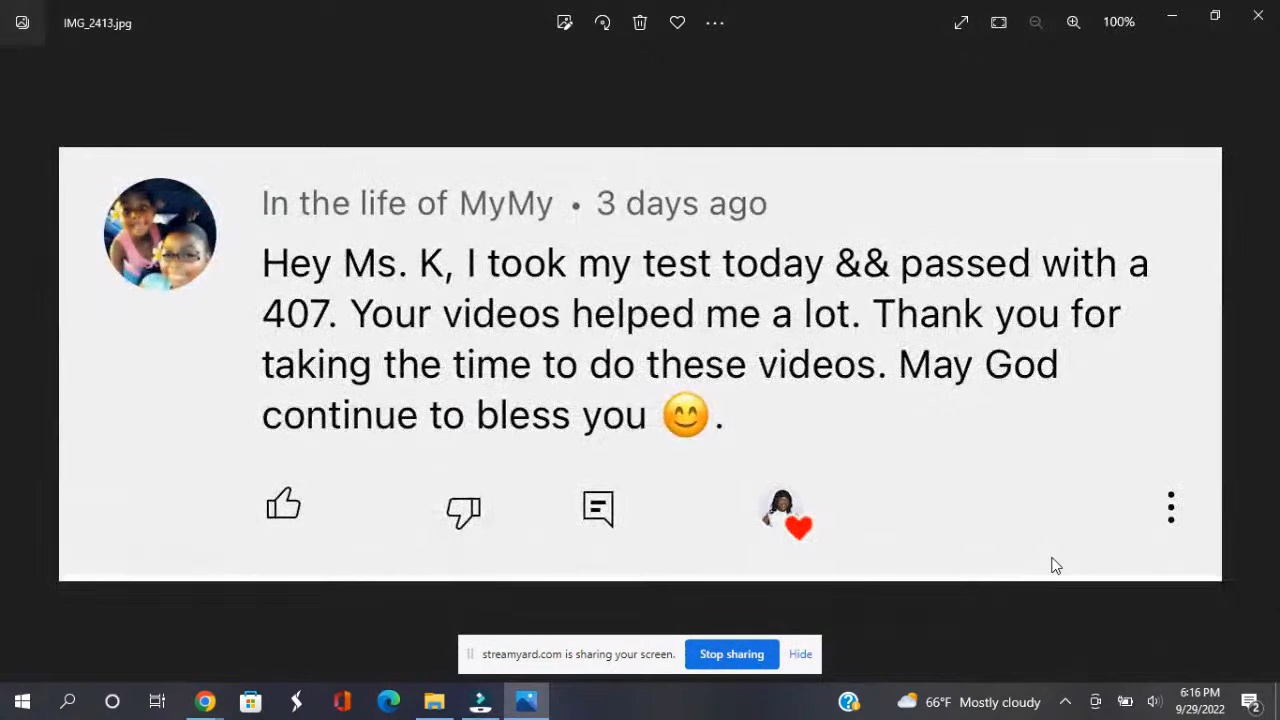 IMG_2413.jpg
100%
In the life of MyMy • 3 days ago
Hey Ms. K, I took my test today && passed with a
407. Your videos helped me a lot. Thank you for
taking the time to do these videos. May God
continue to bless you 😊.
streamyard.com is sharing your screen. Stop sharing Hide
66°F Mostly cloudy
6:16 PM
9/29/2022
2